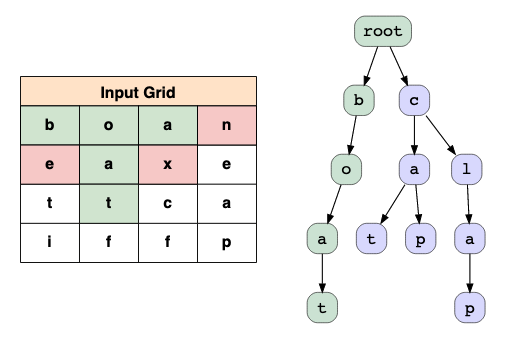 Input Grid
b o a n
e a x e
t t c a
i f f p
root
b c
o a l
a t p a
t p